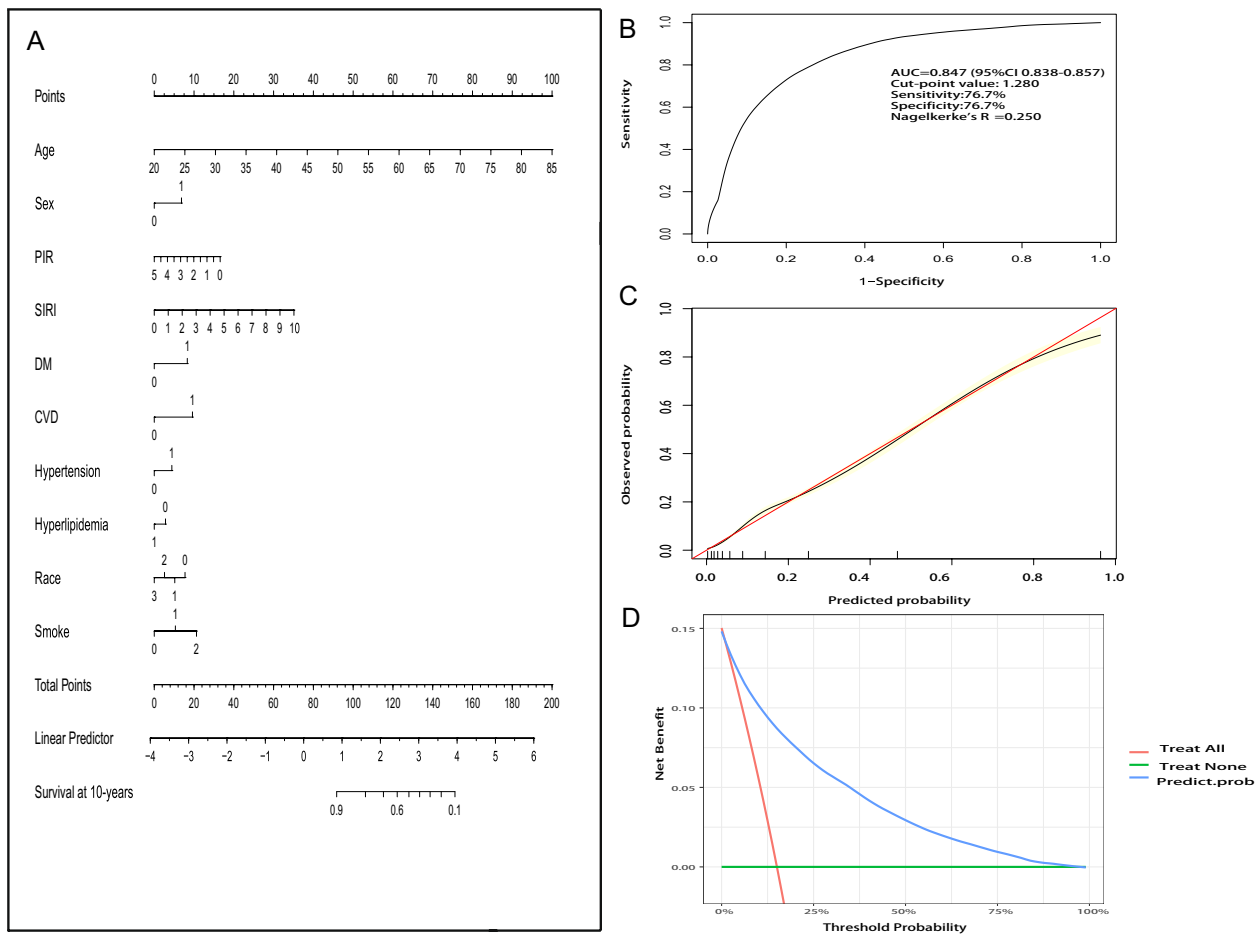 A
Points
0 10 20 30 40 50 60 70 80 90 100
Age
20 25 30 35 40 45 50 55 60 65 70 75 80 85
Sex
1
0
PIR
5 4 3 2 1 0
SIRI
0 1 2 3 4 5 6 7 8 9 10
DM
1
0
CVD
1
0
Hypertension
1
0
Hyperlipidemia
0
1
Race
2 0
3 1
Smoke
1
0 2
Total Points
0 20 40 60 80 100 120 140 160 180 200
Linear Predictor
−4 −3 −2 −1 0 1 2 3 4 5 6
Survival at 10-years
0.9 0.6 0.1
B
Sensitivity
1.0
0.8
0.6
0.4
0.2
0.0
AUC=0.847 (95%CI 0.838-0.857)
Cut-point value: 1.280
Sensitivity:76.7%
Specificity:76.7%
Nagelkerke's R =0.250
0.0 0.2 0.4 0.6 0.8 1.0
1−Specificity
C
Observed probability
1.0
0.8
0.6
0.4
0.2
0.0
0.0 0.2 0.4 0.6 0.8 1.0
Predicted probability
D
Net Benefit
0.15
0.10
0.05
0.00
0% 25% 50% 75% 100%
Threshold Probability
Treat All
Treat None
Predict.prob